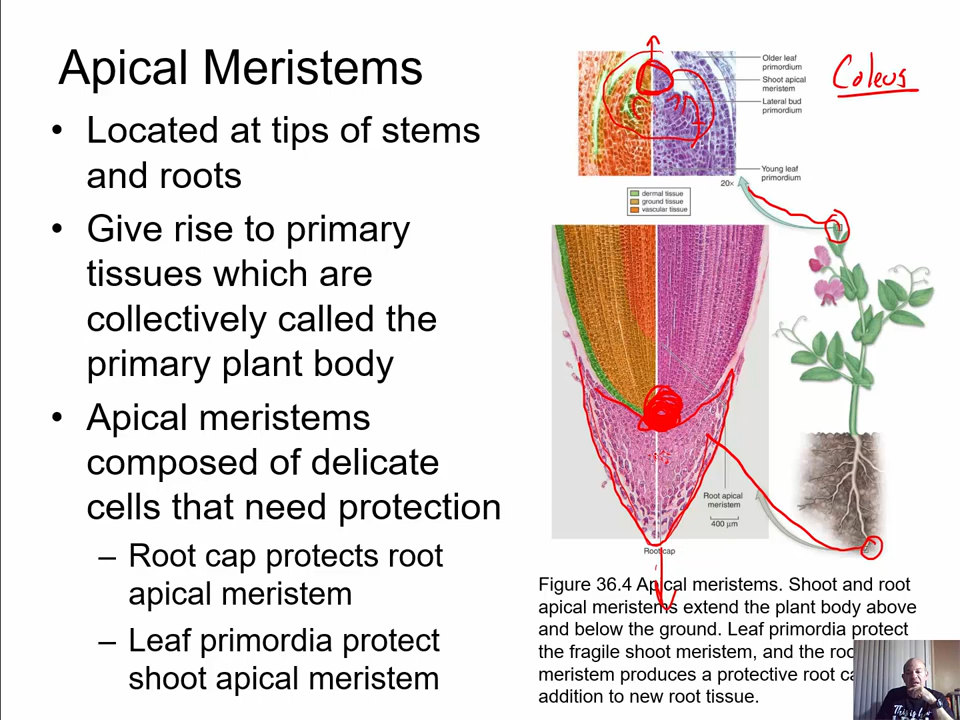 Apical Meristems
• Located at tips of stems
and roots
• Give rise to primary
tissues which are
collectively called the
primary plant body
• Apical meristems
composed of delicate
cells that need protection
– Root cap protects root
apical meristem
– Leaf primordia protect
shoot apical meristem
Older leaf
primordium
Shoot apical
meristem
Lateral bud
primordium
Young leaf
primordium
Coleus
20×
dermal tissue
ground tissue
vascular tissue
Root apical
meristem
400 µm
Root cap
Figure 36.4 Apical meristems. Shoot and root
apical meristems extend the plant body above
and below the ground. Leaf primordia protect
the fragile shoot meristem, and the
meristem produces a protective root
addition to new root tissue.
This is